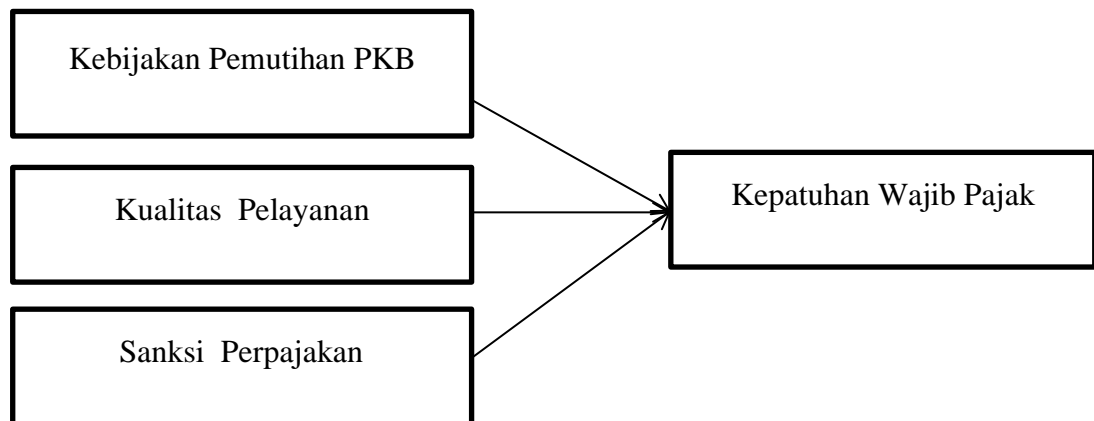 Kebijakan Pemutihan PKB
Kualitas Pelayanan
Kepatuhan Wajib Pajak
Sanksi Perpajakan